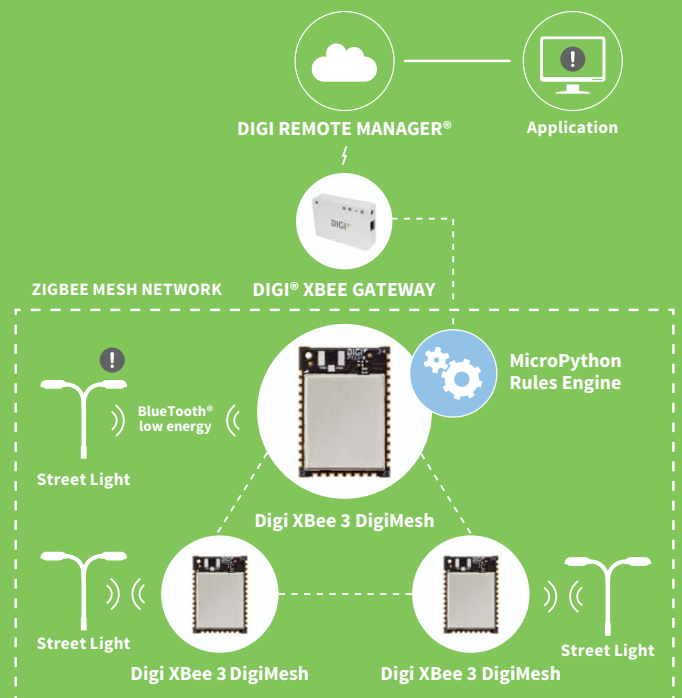 DIGI REMOTE MANAGER®
Application
DIGI
ZIGBEE MESH NETWORK
DIGI® XBEE GATEWAY
MicroPython
Rules Engine
BlueTooth®
low energy
Street Light
Digi XBee 3 DigiMesh
Street Light
Street Light
Digi XBee 3 DigiMesh
Digi XBee 3 DigiMesh